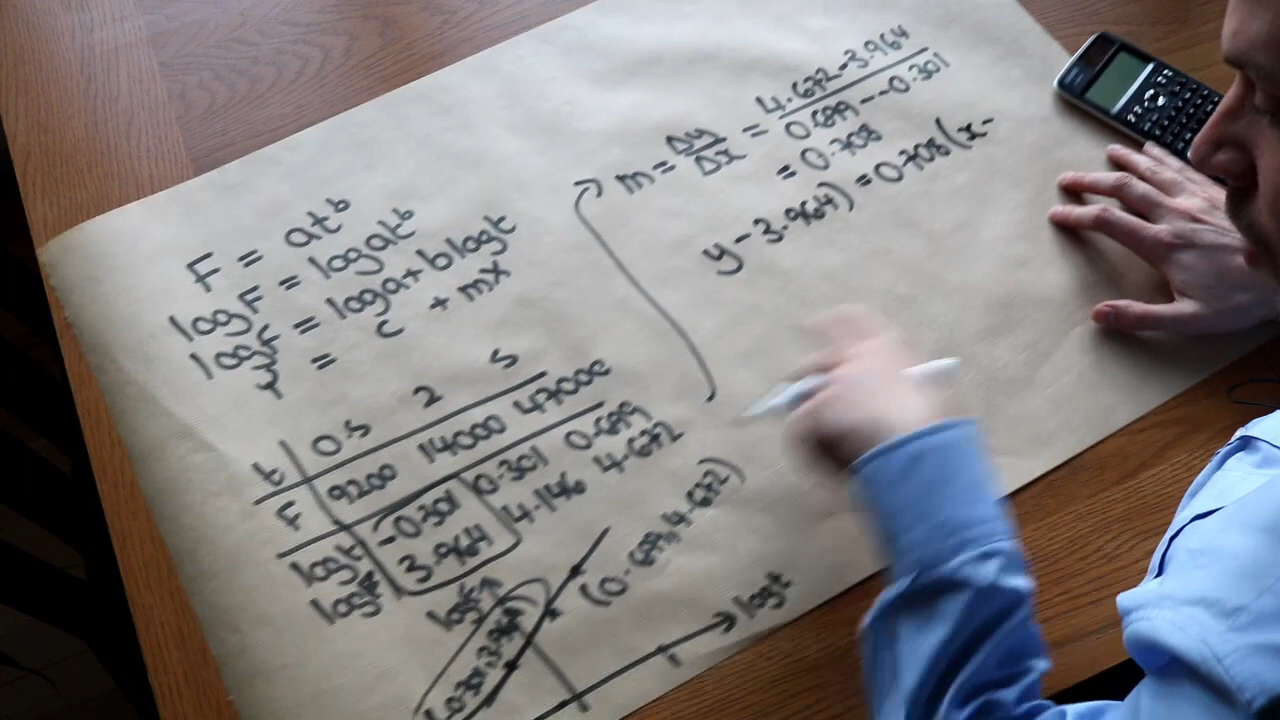 F = at^b
log F = log at^b
log F = log a + b log t
y = c + mx
t 0.5 2 5
F 9200 14000 47000
log t -0.301 0.301 0.699
log F 3.964 4.146 4.672
log F
(-0.301, 3.964)
(0.699, 4.672)
log t
1
m = Δy/Δx = 4.672-3.964/0.699--0.301
= 0.708
y - 3.964) = 0.708(x-